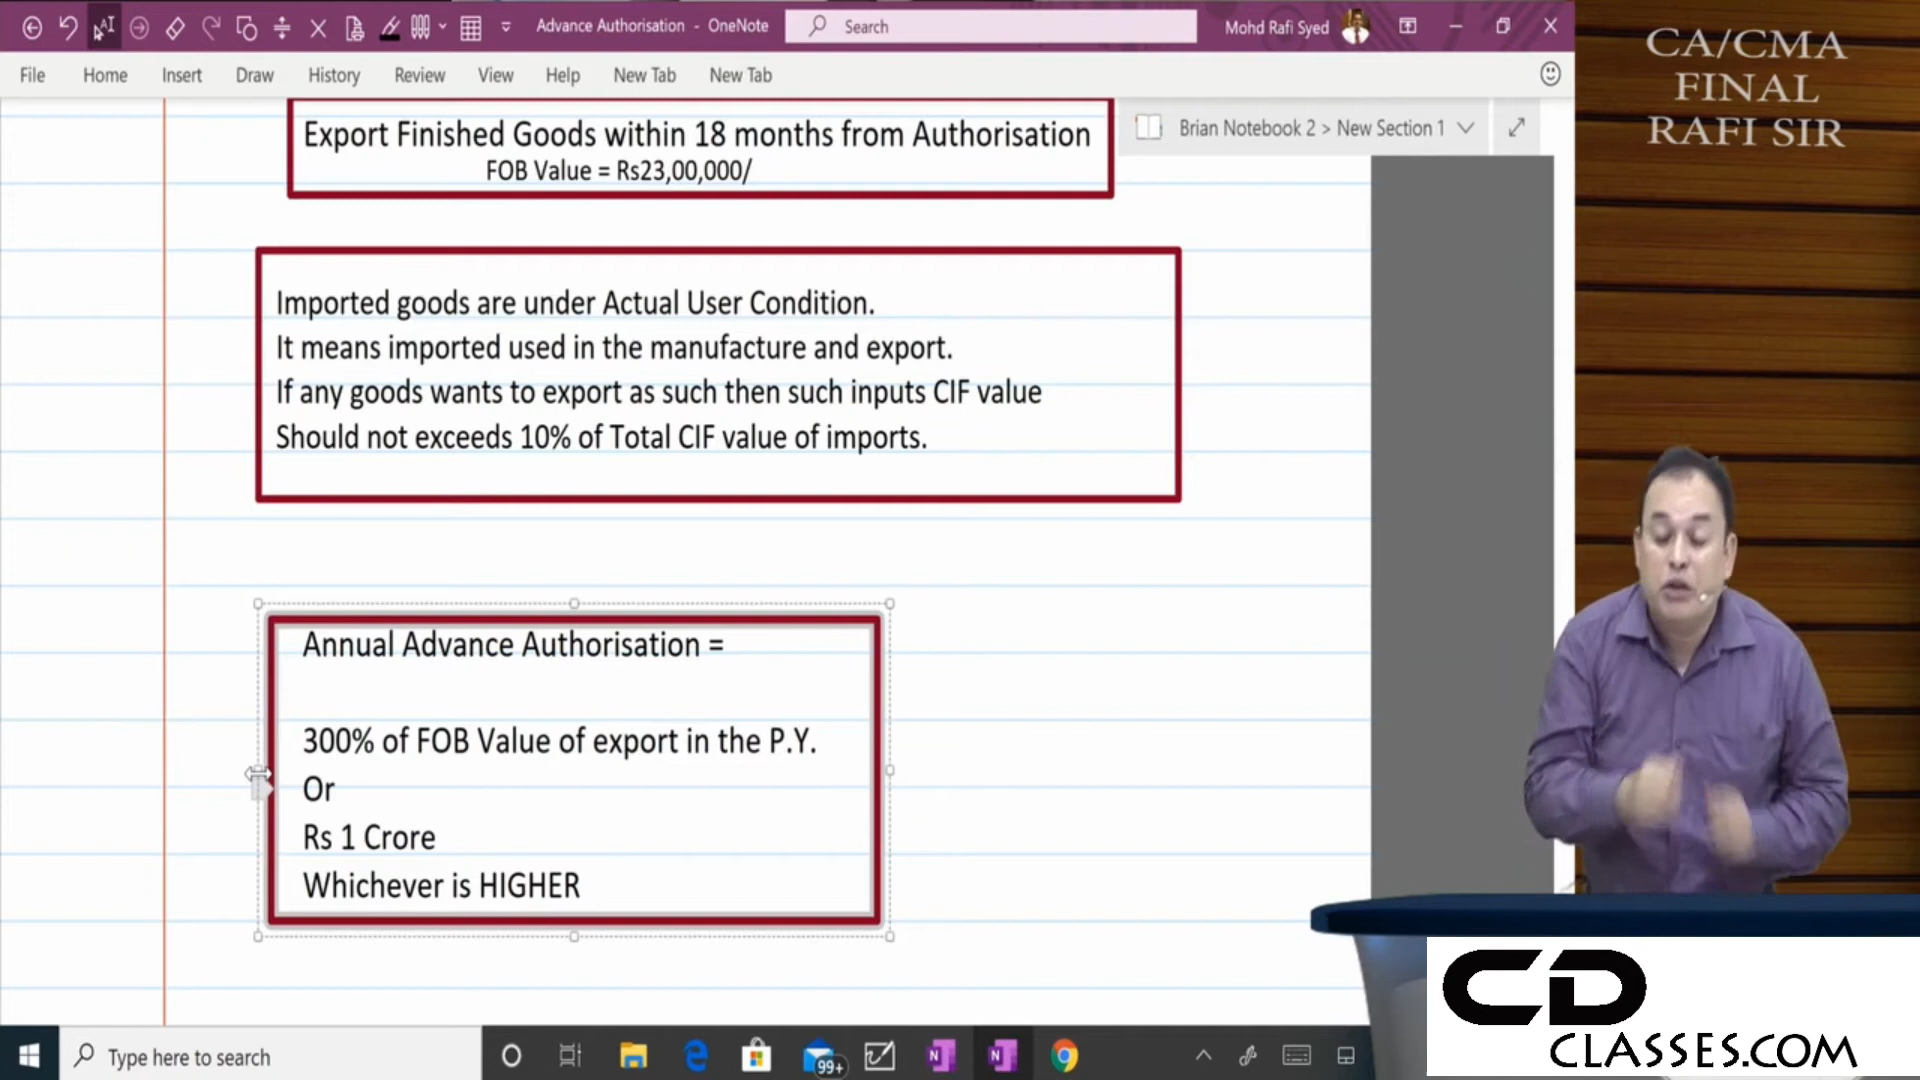 Advance Authorisation - OneNote
Search
Mohd Rafi Syed
File Home Insert Draw History Review View Help New Tab New Tab
Brian Notebook 2 > New Section 1
CA/CMA
FINAL
RAFI SIR
Export Finished Goods within 18 months from Authorisation
FOB Value = Rs23,00,000/
Imported goods are under Actual User Condition.
It means imported used in the manufacture and export.
If any goods wants to export as such then such inputs CIF value
Should not exceeds 10% of Total CIF value of imports.
Annual Advance Authorisation =
300% of FOB Value of export in the P.Y.
Or
Rs 1 Crore
Whichever is HIGHER
Type here to search
99+
CD
CLASSES.COM